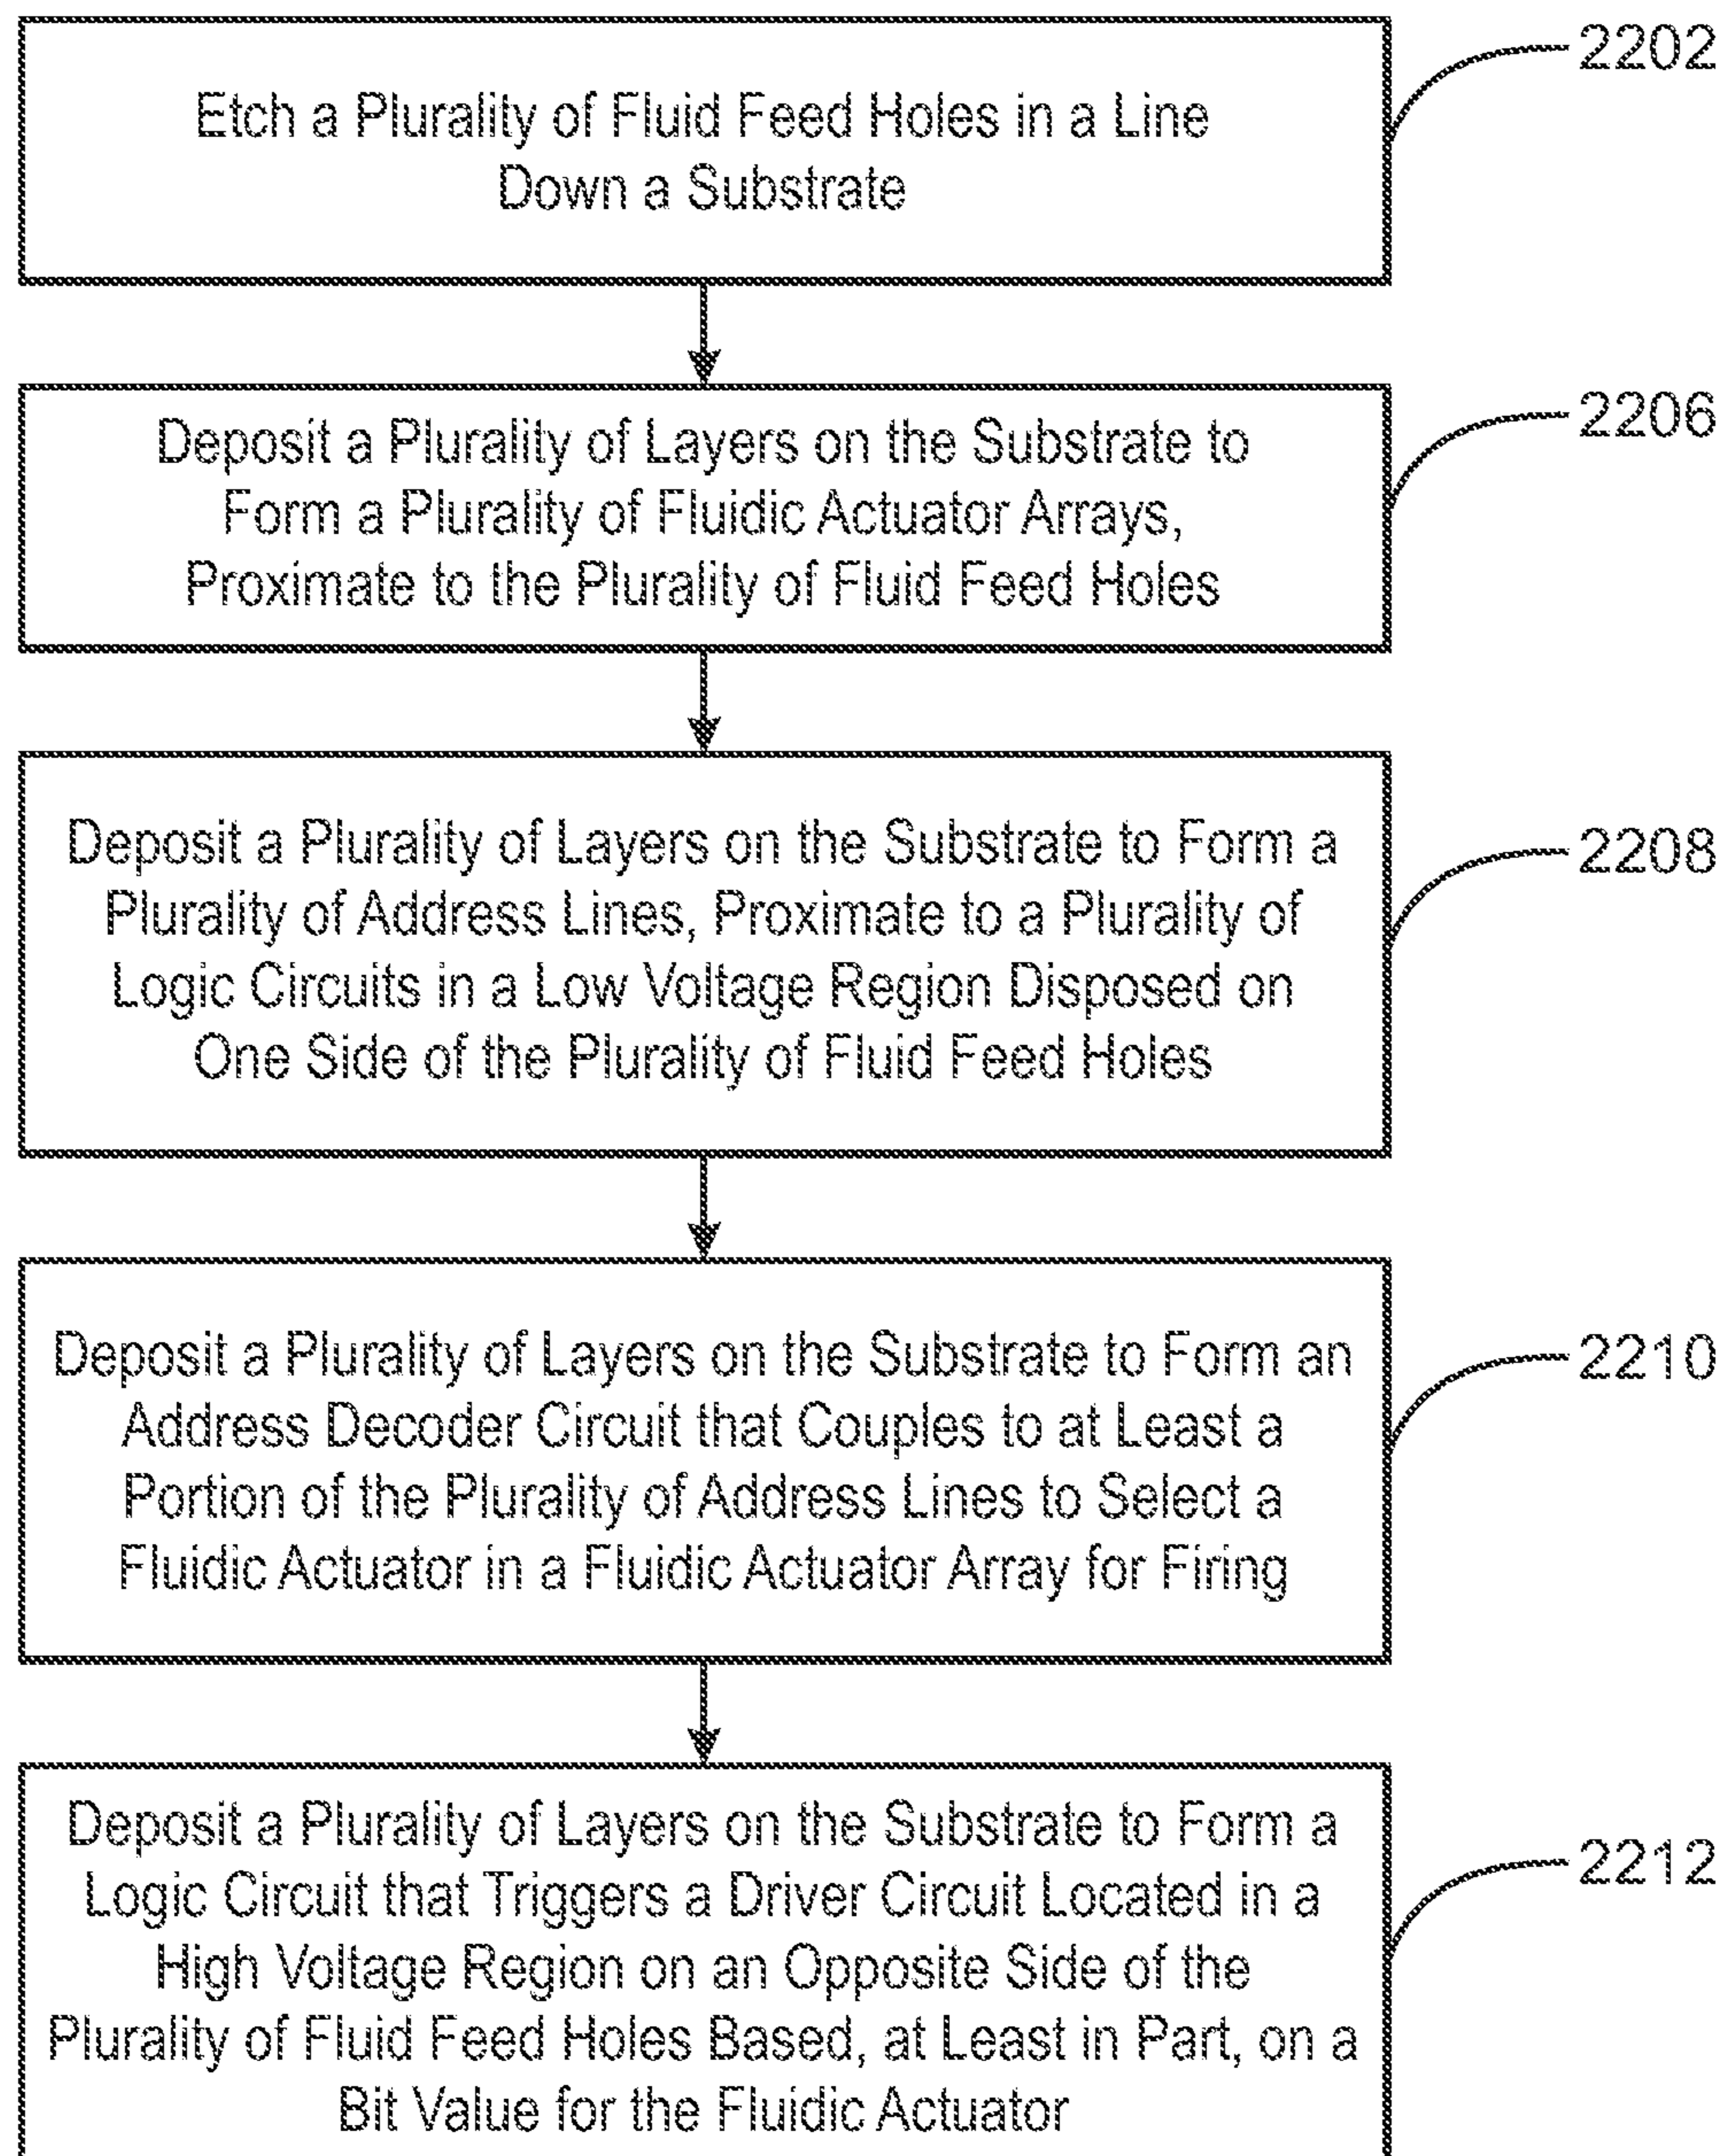 Etch a Plurality of Fluid Feed Holes in a Line
Down a Substrate
2202
Deposit a Plurality of Layers on the Substrate to
Form a Plurality of Fluidic Actuator Arrays,
Proximate to the Plurality of Fluid Feed Holes
2206
Deposit a Plurality of Layers on the Substrate to Form a
Plurality of Address Lines, Proximate to a Plurality of
Logic Circuits in a Low Voltage Region Disposed on
One Side of the Plurality of Fluid Feed Holes
2208
Deposit a Plurality of Layers on the Substrate to Form an
Address Decoder Circuit that Couples to at Least a
Portion of the Plurality of Address Lines to Select a
Fluidic Actuator in a Fluidic Actuator Array for Firing
2210
Deposit a Plurality of Layers on the Substrate to Form a
Logic Circuit that Triggers a Driver Circuit Located in a
High Voltage Region on an Opposite Side of the
Plurality of Fluid Feed Holes Based, at Least in Part, on a
Bit Value for the Fluidic Actuator
2212